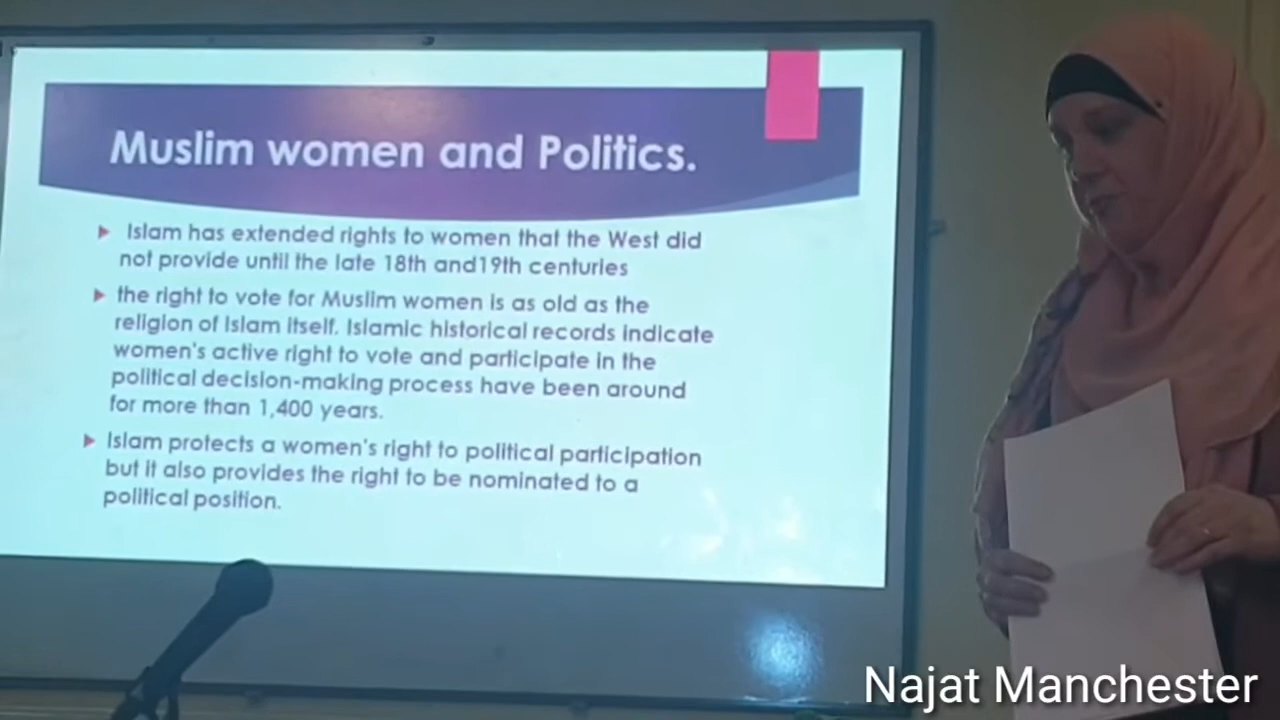 Muslim women and Politics.
Islam has extended rights to women that the West did
not provide until the late 18th and19th centuries
the right to vote for Muslim women is as old as the
religion of Islam itself. Islamic historical records indicate
women's active right to vote and participate in the
political decision-making process have been around
for more than 1,400 years.
Islam protects a women's right to political participation
but it also provides the right to be nominated to a
political position.
Najat Manchester